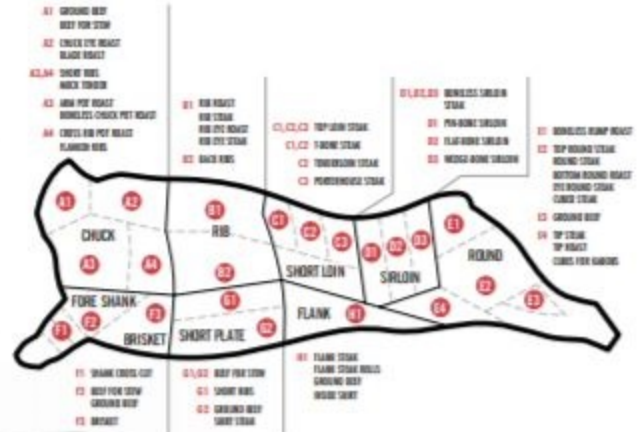 A1 GROUND BEEF
BEEF FOR STEW
A2 CHUCK EYE ROAST
BLADE ROAST
A3,A4 SHORT RIBS
MOCK TENDER
A3 ARM POT ROAST
BONELESS CHUCK POT ROAST
A4 CROSS RIB POT ROAST
FLANKEN RIBS
B1 RIB ROAST
RIB STEAK
RIB EYE ROAST
RIB EYE STEAK
B2 BACK RIBS
C1,C2,C3 TOP LOIN STEAK
C1,C2 T-BONE STEAK
C3 TENDERLOIN STEAK
C3 PORTERHOUSE STEAK
D1,D2,D3 BONELESS SIRLOIN
STEAK
D1 PIN-BONE SIRLOIN
D2 FLAT-BONE SIRLOIN
D3 WEDGE-BONE SIRLOIN
E1 BONELESS RUMP ROAST
E2 TOP ROUND STEAK
ROUND STEAK
BOTTOM ROUND ROAST
EYE ROUND STEAK
CUBED STEAK
E3 GROUND BEEF
E4 TIP STEAK
TIP ROAST
CUBES FOR KABOBS
A1
A2
CHUCK
A3
A4
B1
RIB
B2
C1
C2
C3
SHORT LOIN
D1
D2
D3
SIRLOIN
E1
ROUND
E2
E3
E4
FORE SHANK
F1
F2
F3
BRISKET
G1
SHORT PLATE
G2
FLANK
H1
F1 SHANK CROSS-CUT
F2 BEEF FOR STEW
GROUND BEEF
F3 BRISKET
G1,G2 BEEF FOR STEW
G1 SHORT RIBS
G2 GROUND BEEF
SKIRT STEAK
H1 FLANK STEAK
FLANK STEAK ROLLS
GROUND BEEF
INSIDE SKIRT